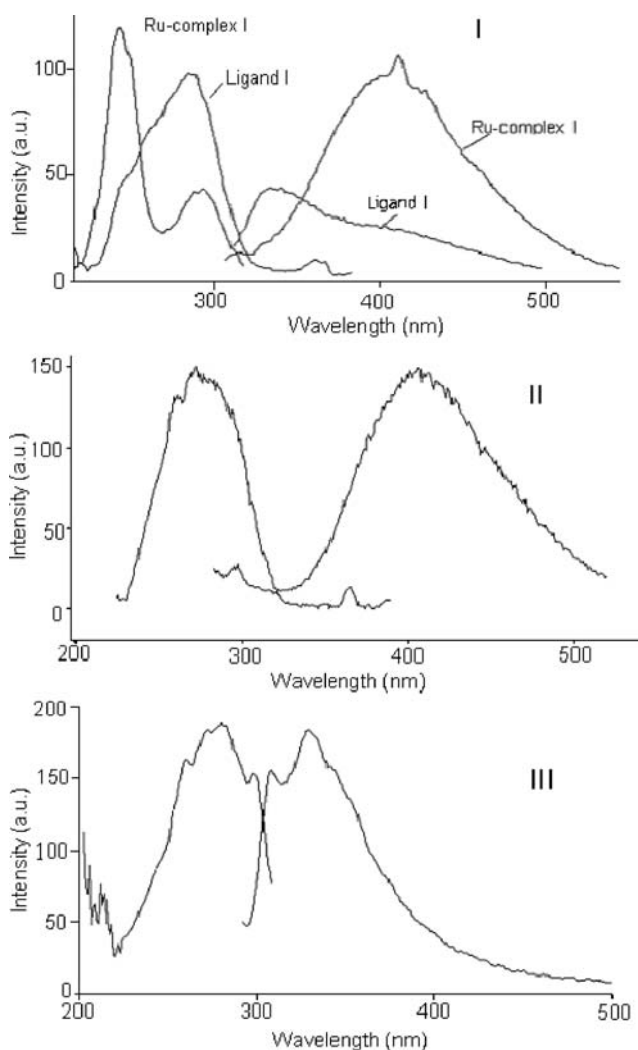 Ru-complex I
I
Ligand I
Ru-complex I
Ligand I
Intensity (a.u.)
100
50
0
300
400
500
Wavelength (nm)
II
Intensity (a.u.)
150
100
50
0
200
300
400
500
Wavelength (nm)
III
Intensity (a.u.)
200
150
100
50
0
200
300
400
500
Wavelength (nm)